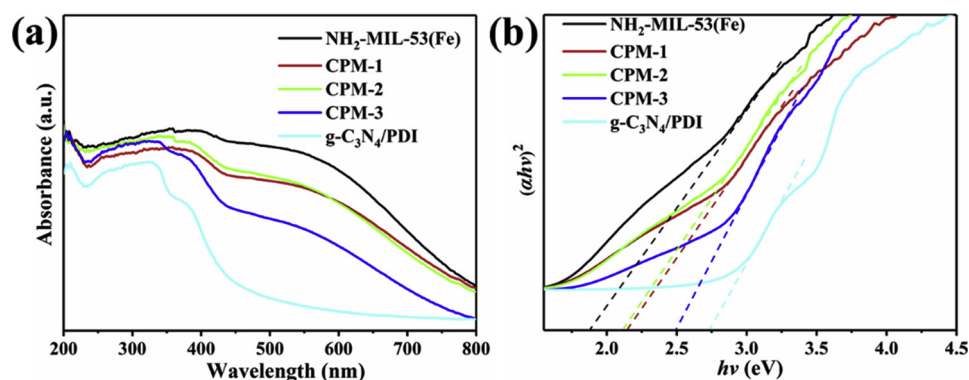 (a)
NH₂-MIL-53(Fe)
CPM-1
CPM-2
CPM-3
g-C₃N₄/PDI
Absorbance (a.u.)
200 300 400 500 600 700 800
Wavelength (nm)
(b)
NH₂-MIL-53(Fe)
CPM-1
CPM-2
CPM-3
g-C₃N₄/PDI
(αhν)²
2.0 2.5 3.0 3.5 4.0 4.5
hν (eV)